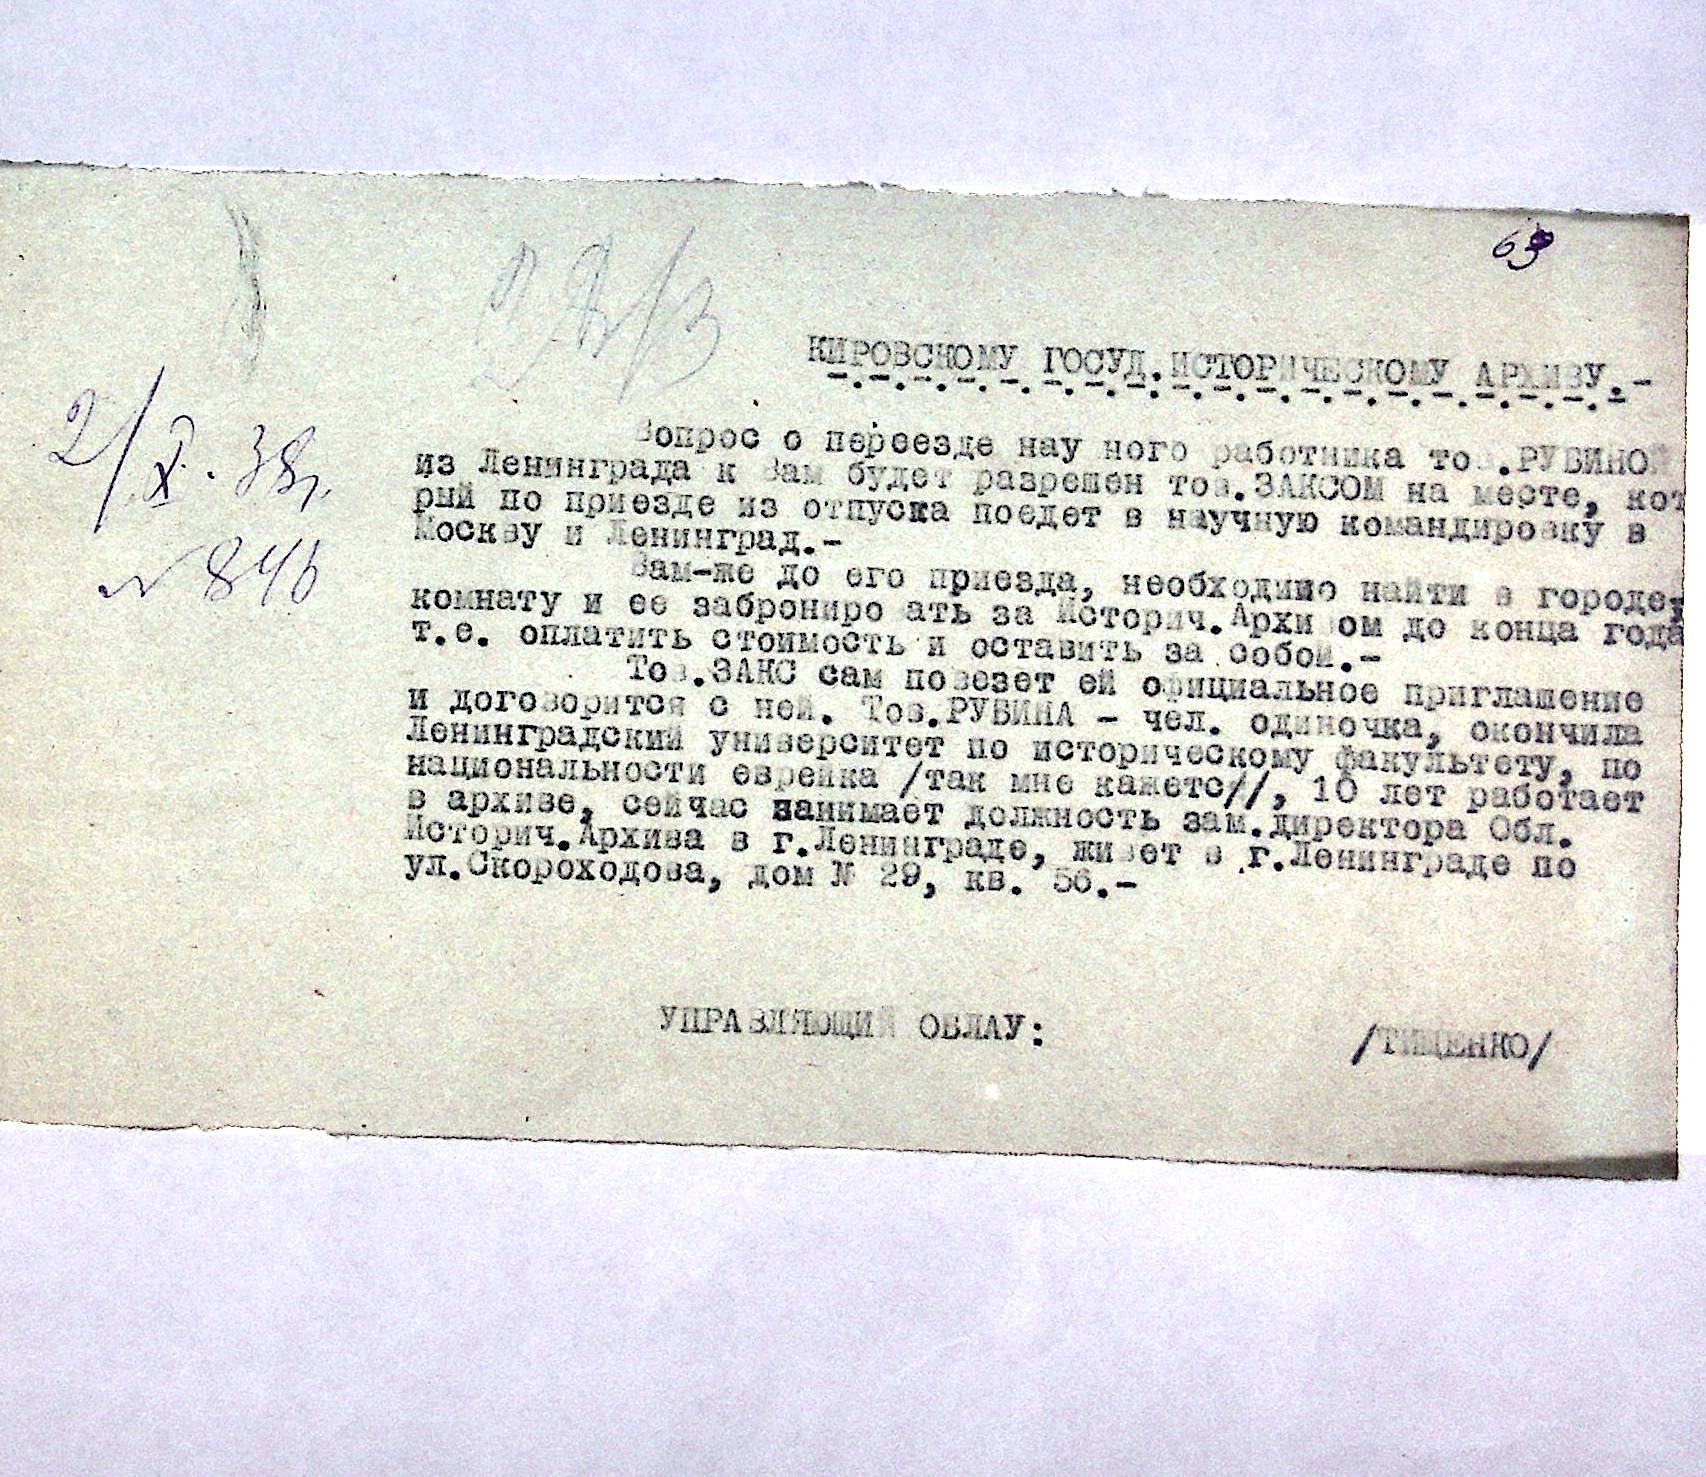 63
КИРОВСКОМУ ГОСУД.ИСТОРИЧЕСКОМУ АРХИВУ.-
2/X.38г.
№ 846
Вопрос о переезде научного работника тов.РУБИНОЙ
из Ленинграда к Вам будет разрешен тов.ЗАКСОМ на месте, кот
рый по приезде из отпуска поедет в научную командировку в
Москву и Ленинград.-
Вам-же до его приезда, необходимо найти в городе,
комнату и ее забронировать за Историч.Архивом до конца года
т.е. оплатить стоимость и оставить за собой.-
Тов.ЗАКС сам повезет ей официальное приглашение
и договорится с ней. Тов.РУБИНА - чел. одиночка, окончила
Ленинградский университет по историческому факультету, по
национальности еврейка /так мне кажетс//, 10 лет работает
в архиве, сейчас занимает должность зам.директора Обл.
Историч.Архива в г.Ленинграде, живет в г.Ленинграде по
ул.Скороходова, дом № 29, кв. 56.-
УПРАВЛЯЮЩИЙ ОБЛАУ:
/ТИЩЕНКО/